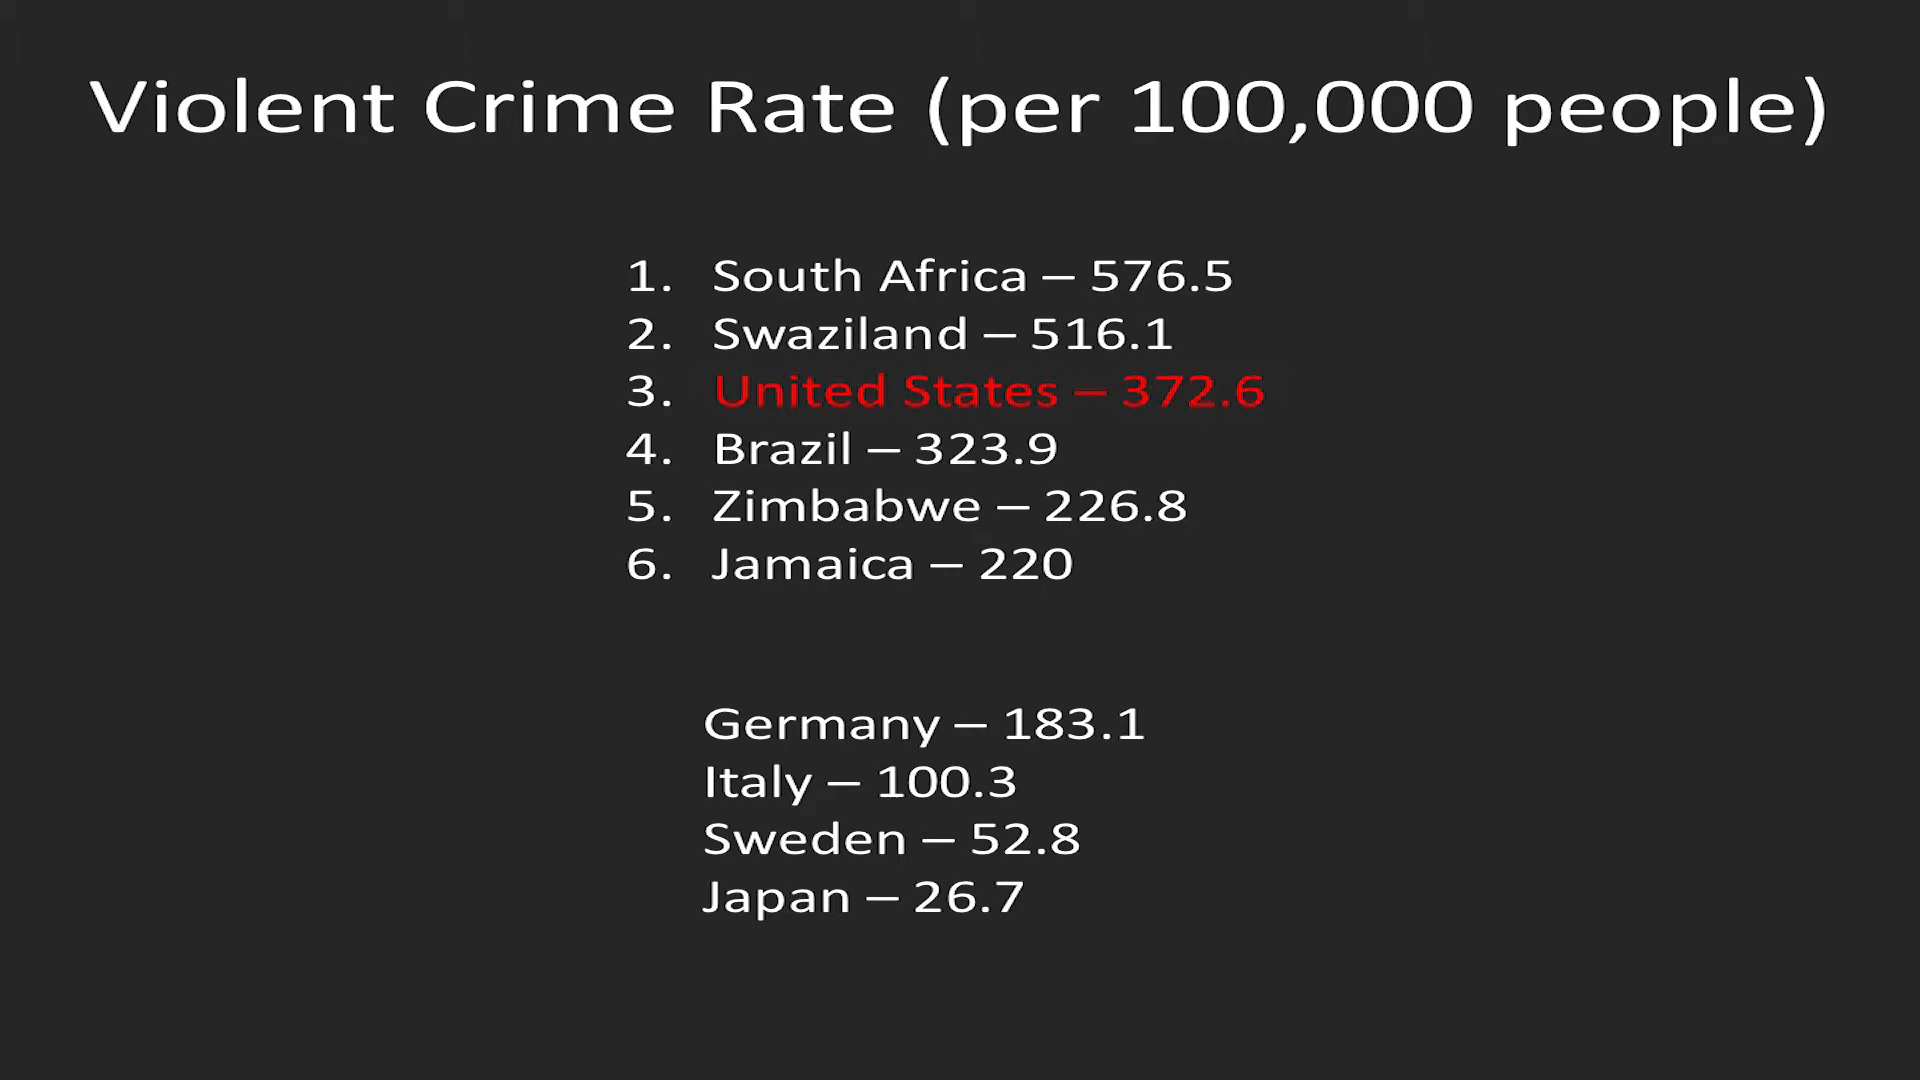 Violent Crime Rate (per 100,000 people)
1. South Africa – 576.5
2. Swaziland – 516.1
3. United States – 372.6
4. Brazil – 323.9
5. Zimbabwe – 226.8
6. Jamaica – 220
Germany – 183.1
Italy – 100.3
Sweden – 52.8
Japan – 26.7